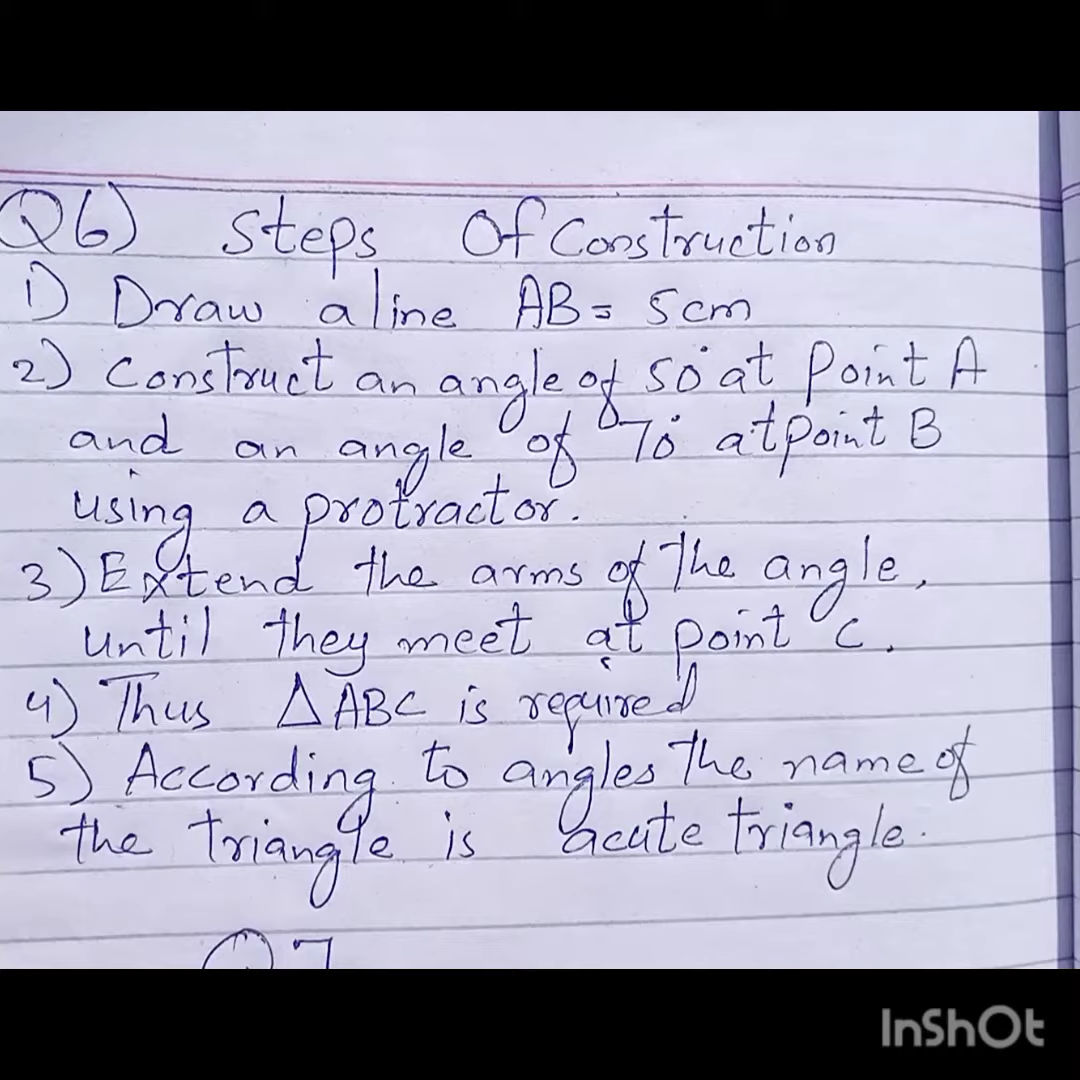 Q6) Steps Of Construction
1) Draw a line AB = 5cm
2) Construct an angle of 50° at Point A
and an angle of 70° at point B
using a protractor.
3) Extend the arms of the angle,
until they meet at point C.
4) Thus △ABC is required
5) According to angles the name of
the triangle is acute triangle.
Q7
InShOt